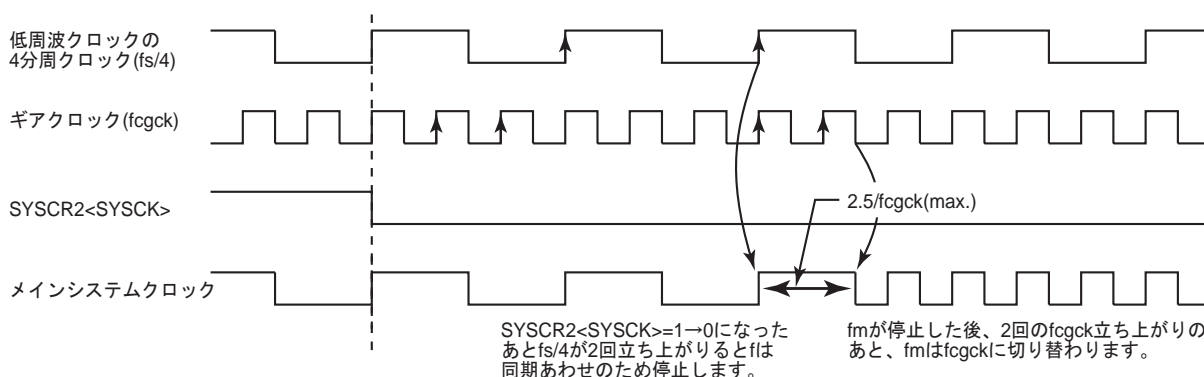 低周波クロックの
4分周クロック(fs/4)
ギアクロック(fcgck)
SYSCR2<SYSCK>
2.5/fcgck(max.)
メインシステムクロック
SYSCR2<SYSCK>=1→0になった
あとfs/4が2回立ち上がりるとfは
同期あわせのため停止します。
fmが停止した後、2回のfcgck立ち上がりの
あと、fmはfcgckに切り替わります。